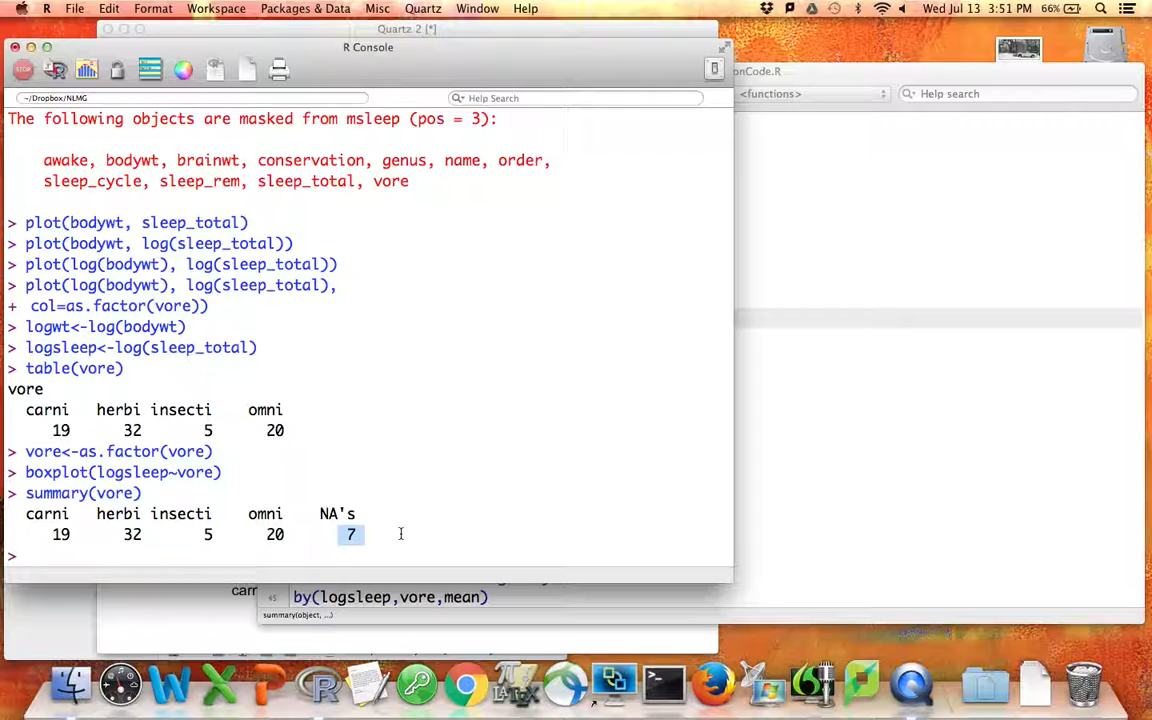 R File Edit Format Workspace Packages & Data Misc Quartz Window Help Wed Jul 13 3:51 PM 66%
Quartz 2 [*]
R Console
STOP
~/Dropbox/NLMG
Help Search
onCode.R
<functions>
Help search
The following objects are masked from msleep (pos = 3):
awake, bodywt, brainwt, conservation, genus, name, order,
sleep_cycle, sleep_rem, sleep_total, vore
> plot(bodywt, sleep_total)
> plot(bodywt, log(sleep_total))
> plot(log(bodywt), log(sleep_total))
> plot(log(bodywt), log(sleep_total),
+ col=as.factor(vore))
> logwt<-log(bodywt)
> logsleep<-log(sleep_total)
> table(vore)
vore
carni herbi insecti omni
19 32 5 20
> vore<-as.factor(vore)
> boxplot(logsleep~vore)
> summary(vore)
carni herbi insecti omni NA's
19 32 5 20 7
>
carr
45 by(logsleep,vore,mean)
summary(object, ...)